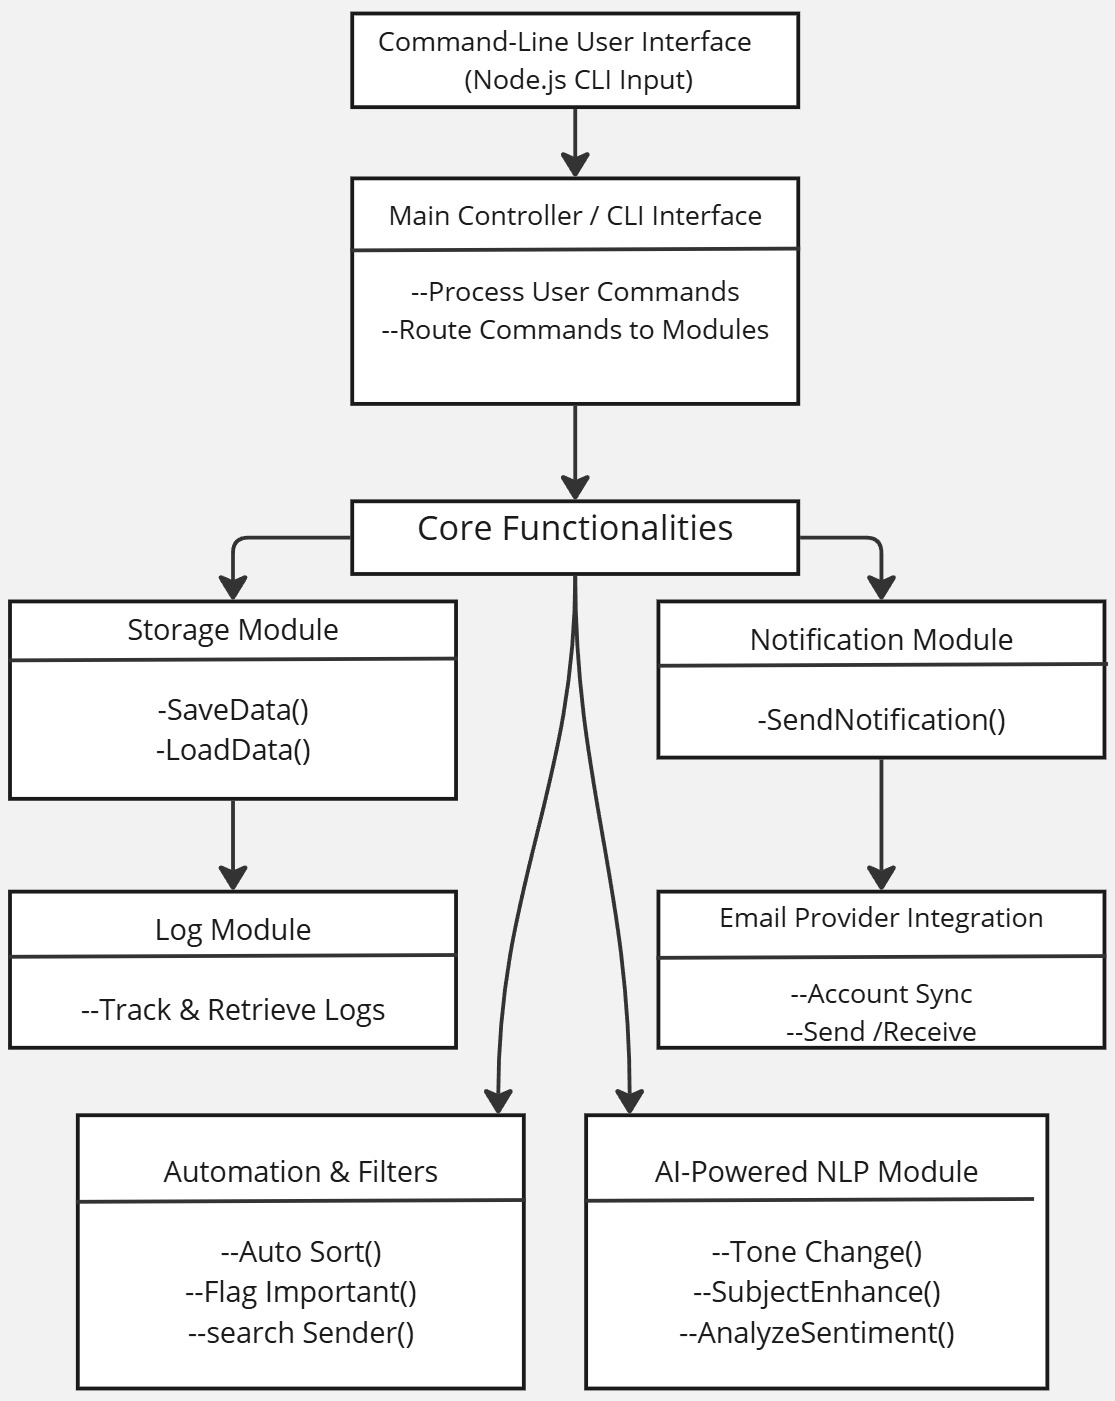 Command-Line User Interface
(Node.js CLI Input)
Main Controller / CLI Interface
--Process User Commands
--Route Commands to Modules
Core Functionalities
Storage Module
-SaveData()
-LoadData()
Notification Module
-SendNotification()
Log Module
--Track & Retrieve Logs
Email Provider Integration
--Account Sync
--Send /Receive
Automation & Filters
--Auto Sort()
--Flag Important()
--search Sender()
AI-Powered NLP Module
--Tone Change()
--SubjectEnhance()
--AnalyzeSentiment()